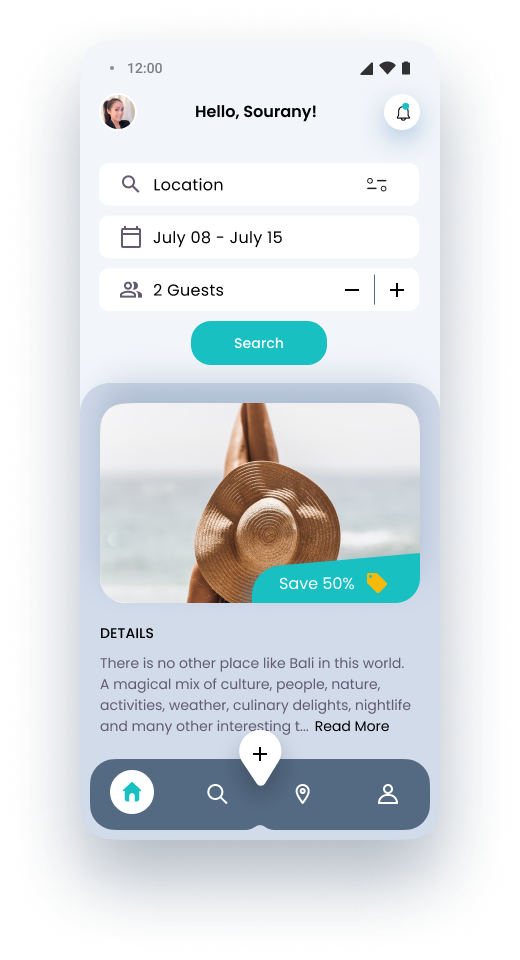 12:00
Hello, Sourany!
Location
July 08 - July 15
2 Guests
Search
Save 50%
DETAILS
There is no other place like Bali in this world.
A magical mix of culture, people, nature,
activities, weather, culinary delights, nightlife
and many other interesting t... Read More